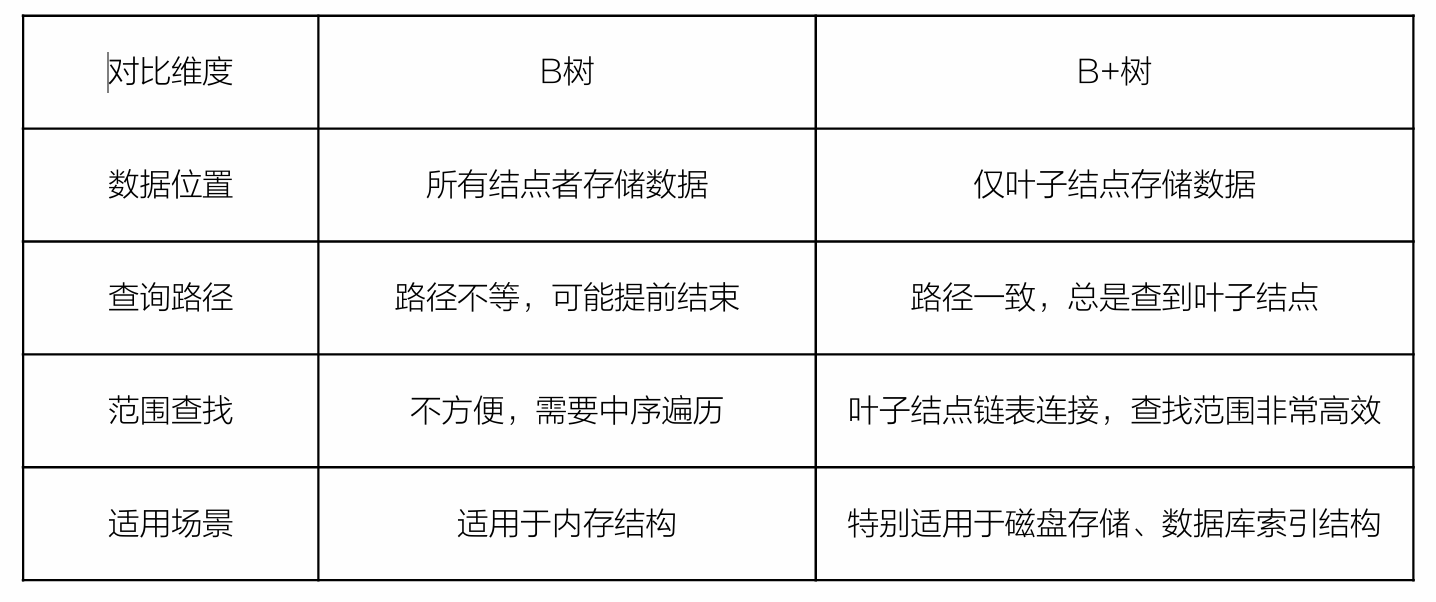 对比维度 B树 B+树
数据位置 所有结点者存储数据 仅叶子结点存储数据
查询路径 路径不等，可能提前结束 路径一致，总是查到叶子结点
范围查找 不方便，需要中序遍历 叶子结点链表连接，查找范围非常高效
适用场景 适用于内存结构 特别适用于磁盘存储、数据库索引结构